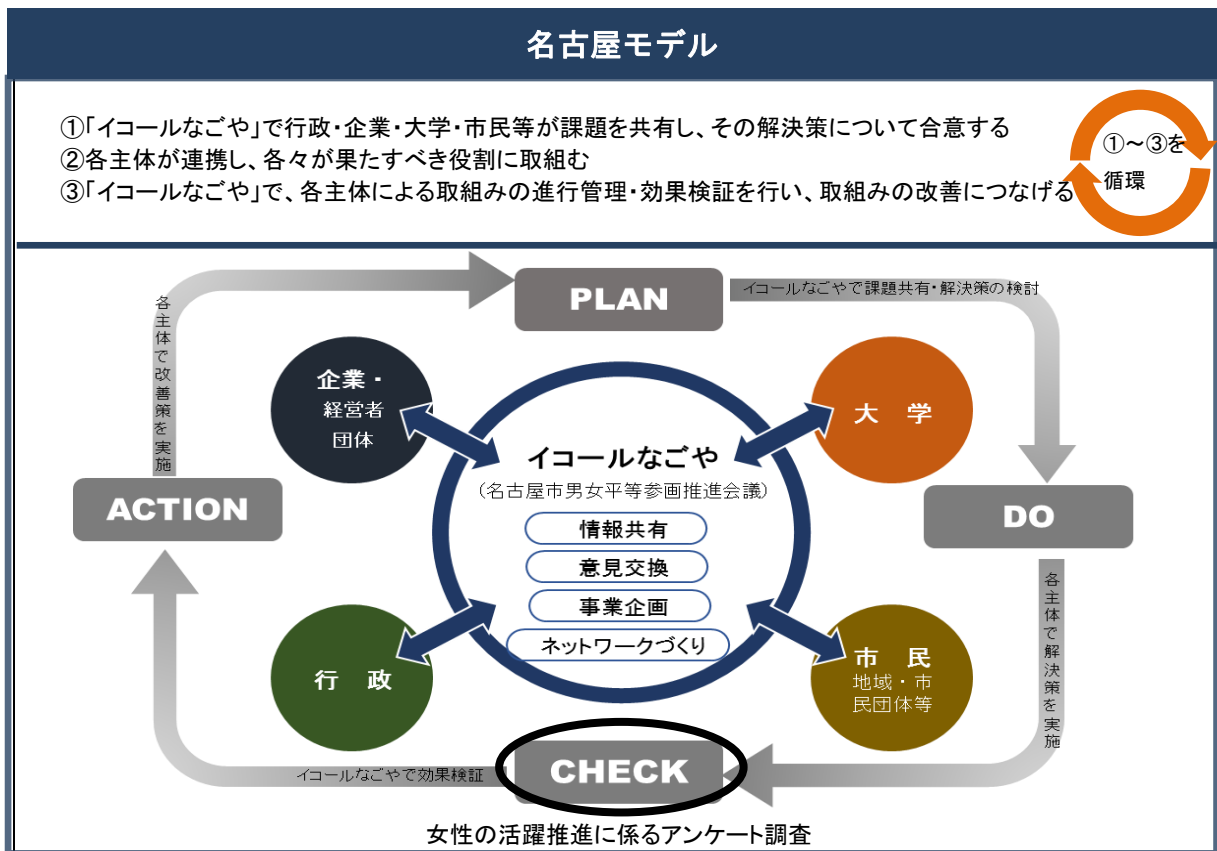 名古屋モデル
①「イコールなごや」で行政・企業・大学・市民等が課題を共有し、その解決策について合意する
②各主体が連携し、各々が果たすべき役割に取組む
③「イコールなごや」で、各主体による取組みの進行管理・効果検証を行い、取組みの改善につなげる
①～③を
循環
PLAN
イコールなごやで課題共有・解決策の検討
各主体で改善策を実施
企業・
経営者
団体
大 学
イコールなごや
(名古屋市男女平等参画推進会議)
情報共有
意見交換
事業企画
ネットワークづくり
ACTION
DO
行 政
市 民
地域・市
民団体等
各主体で解決策を実施
イコールなごやで効果検証
CHECK
女性の活躍推進に係るアンケート調査